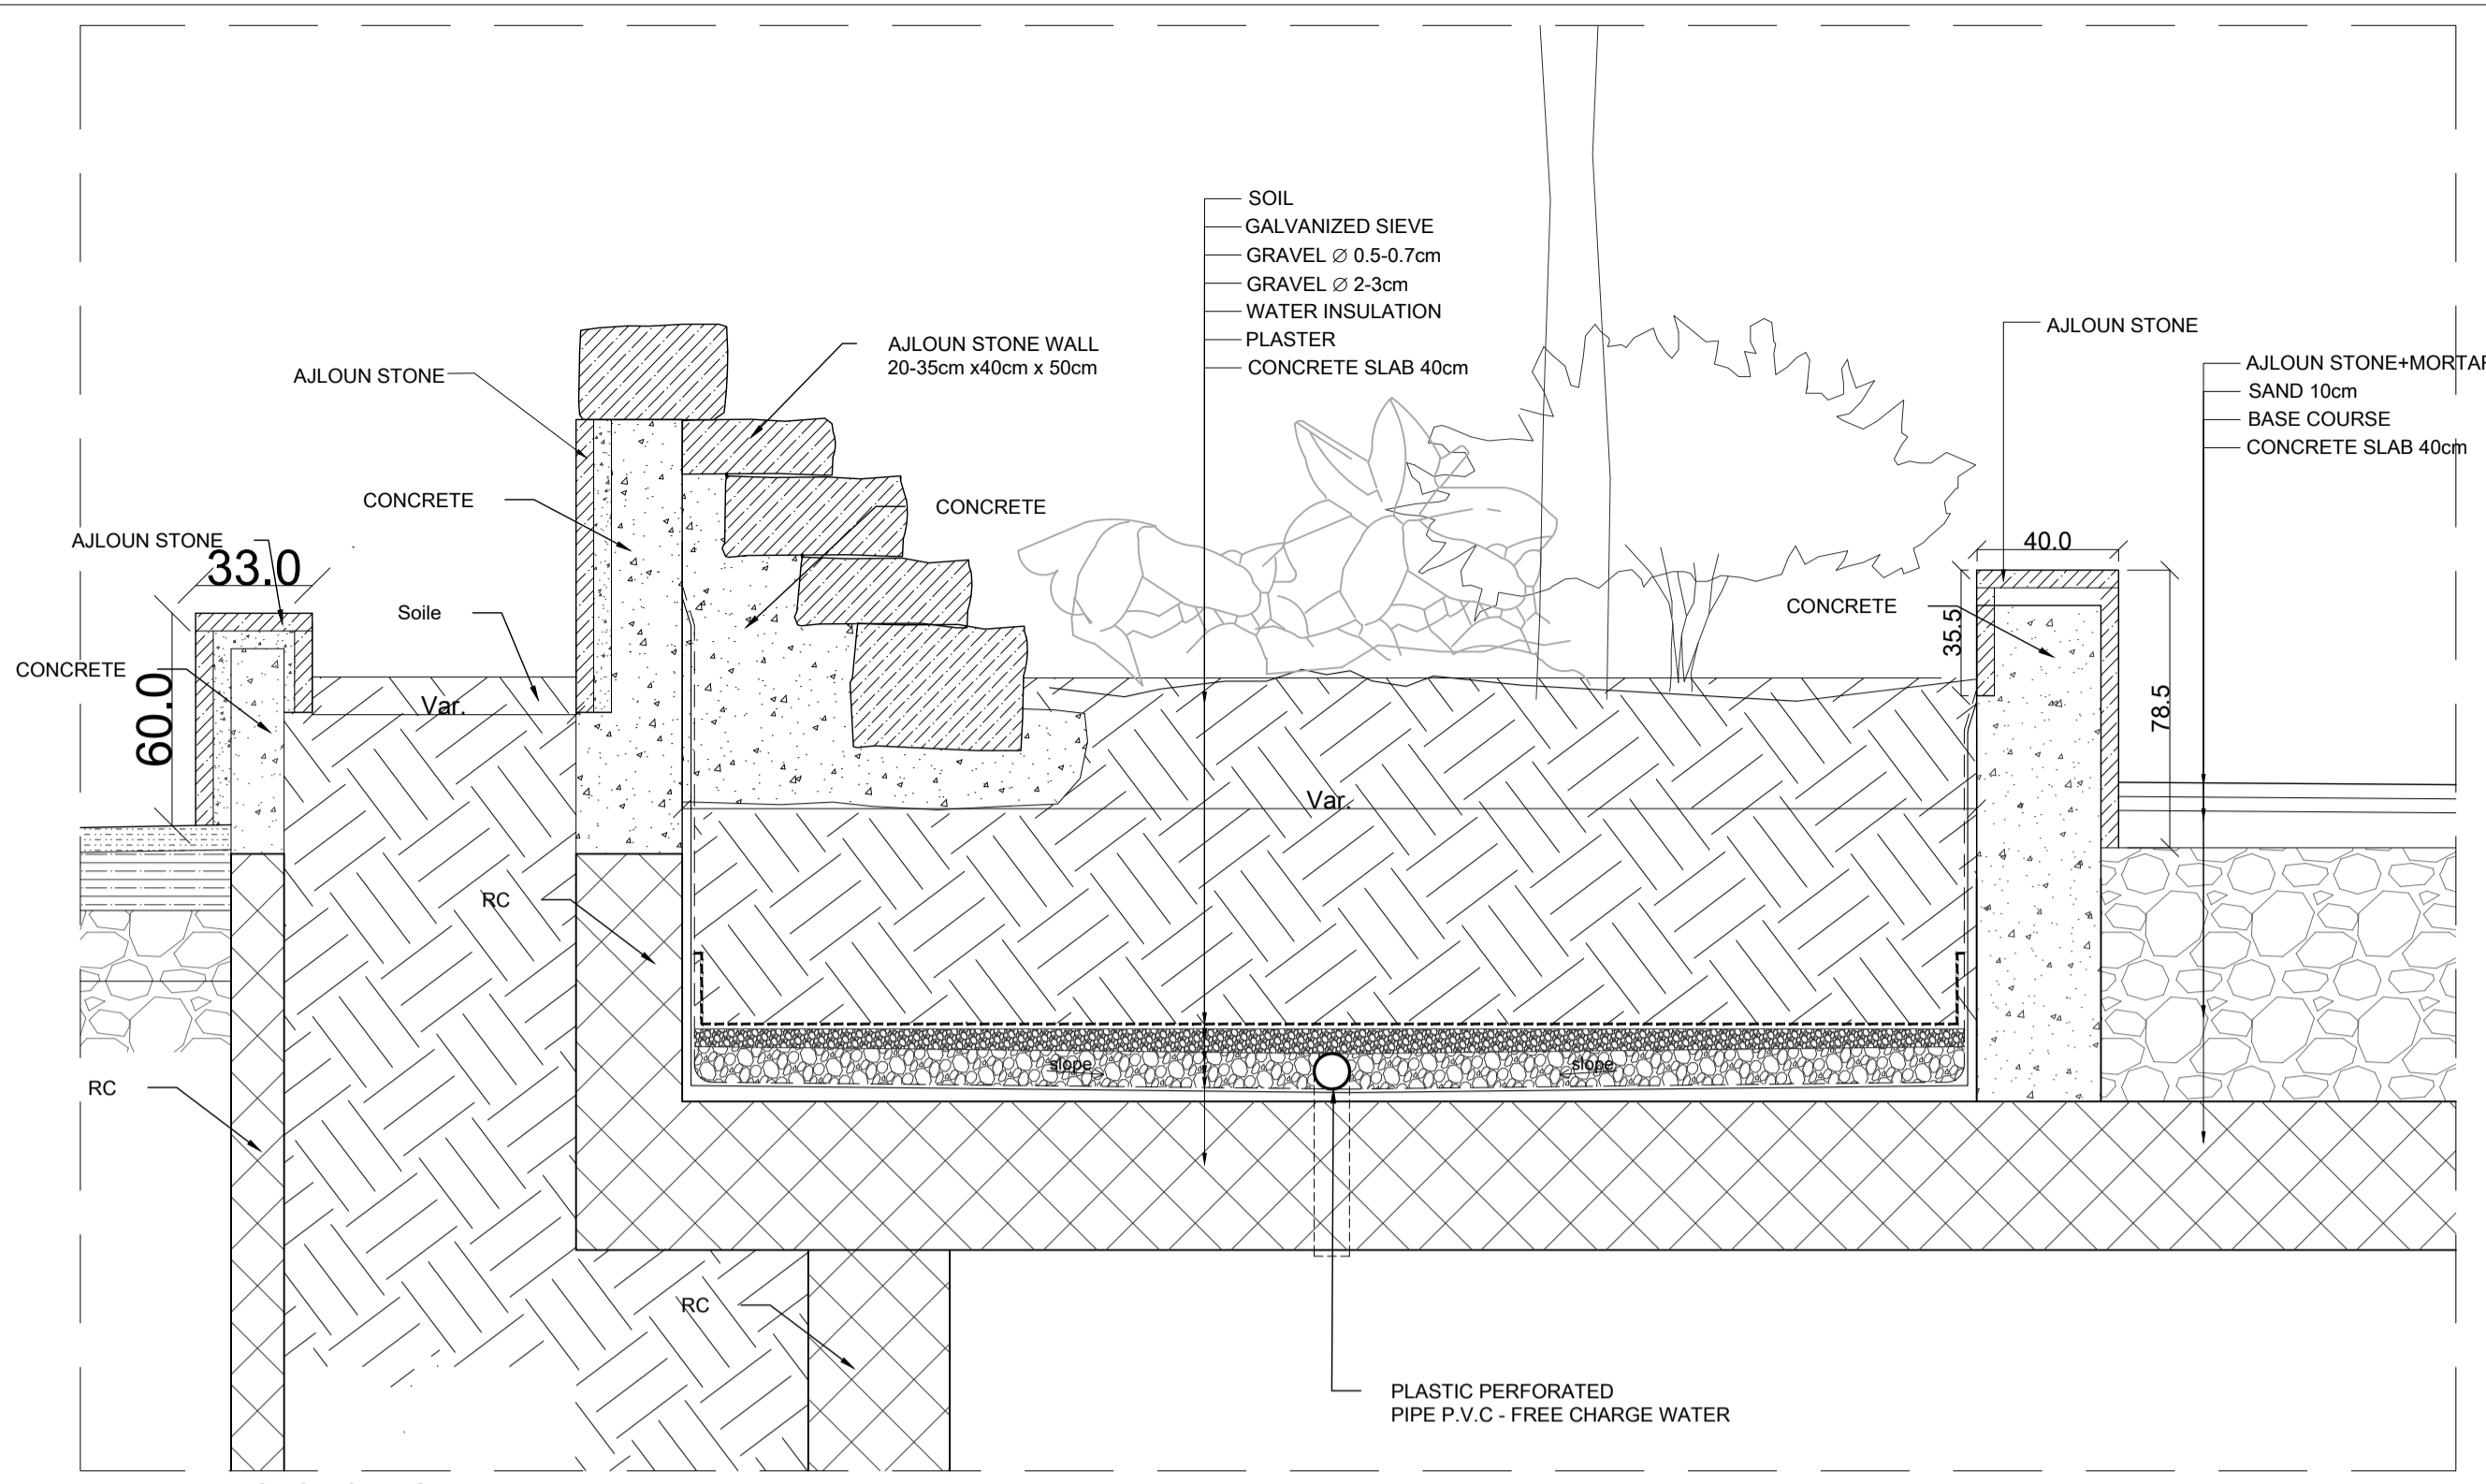 SOIL
GALVANIZED SIEVE
GRAVEL ∅ 0.5-0.7cm
GRAVEL ∅ 2-3cm
WATER INSULATION
PLASTER
CONCRETE SLAB 40cm
AJLOUN STONE WALL
20-35cm x40cm x 50cm
AJLOUN STONE
AJLOUN STONE
AJLOUN STONE+MORTAR
SAND 10cm
BASE COURSE
CONCRETE SLAB 40cm
CONCRETE
CONCRETE
AJLOUN STONE
33.0
40.0
Soile
CONCRETE
35.5
CONCRETE
60.0
Var.
78.5
Var.
RC
slope
slope
RC
RC
PLASTIC PERFORATED
PIPE P.V.C - FREE CHARGE WATER